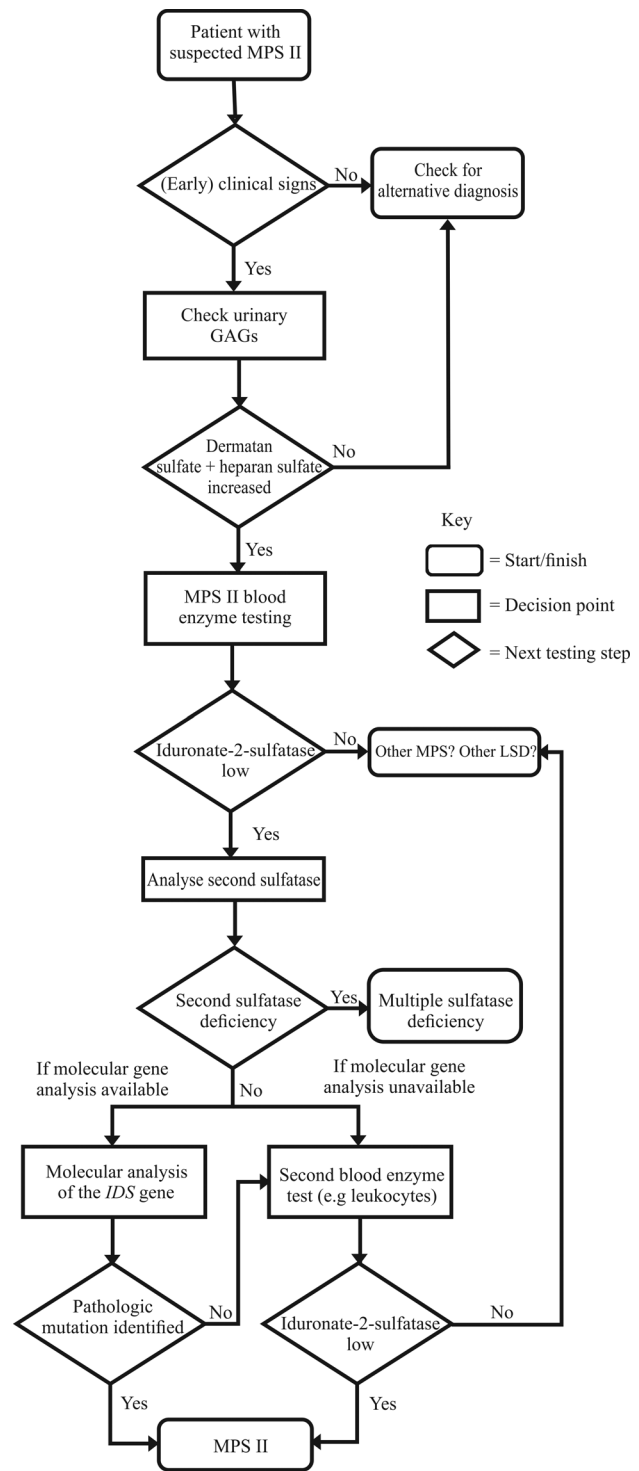 Patient with
suspected MPS II
(Early) clinical signs
No
Check for
alternative diagnosis
Yes
Check urinary
GAGs
Dermatan
sulfate + heparan sulfate
increased
No
Yes
Key
= Start/finish
= Decision point
= Next testing step
MPS II blood
enzyme testing
Iduronate-2-sulfatase
low
No
Other MPS? Other LSD?
Yes
Analyse second sulfatase
Second sulfatase
deficiency
Yes
Multiple sulfatase
deficiency
If molecular gene
analysis available
No
If molecular gene
analysis unavailable
Molecular analysis
of the IDS gene
Second blood enzyme
test (e.g leukocytes)
Pathologic
mutation identified
No
Iduronate-2-sulfatase
low
No
Yes
Yes
MPS II